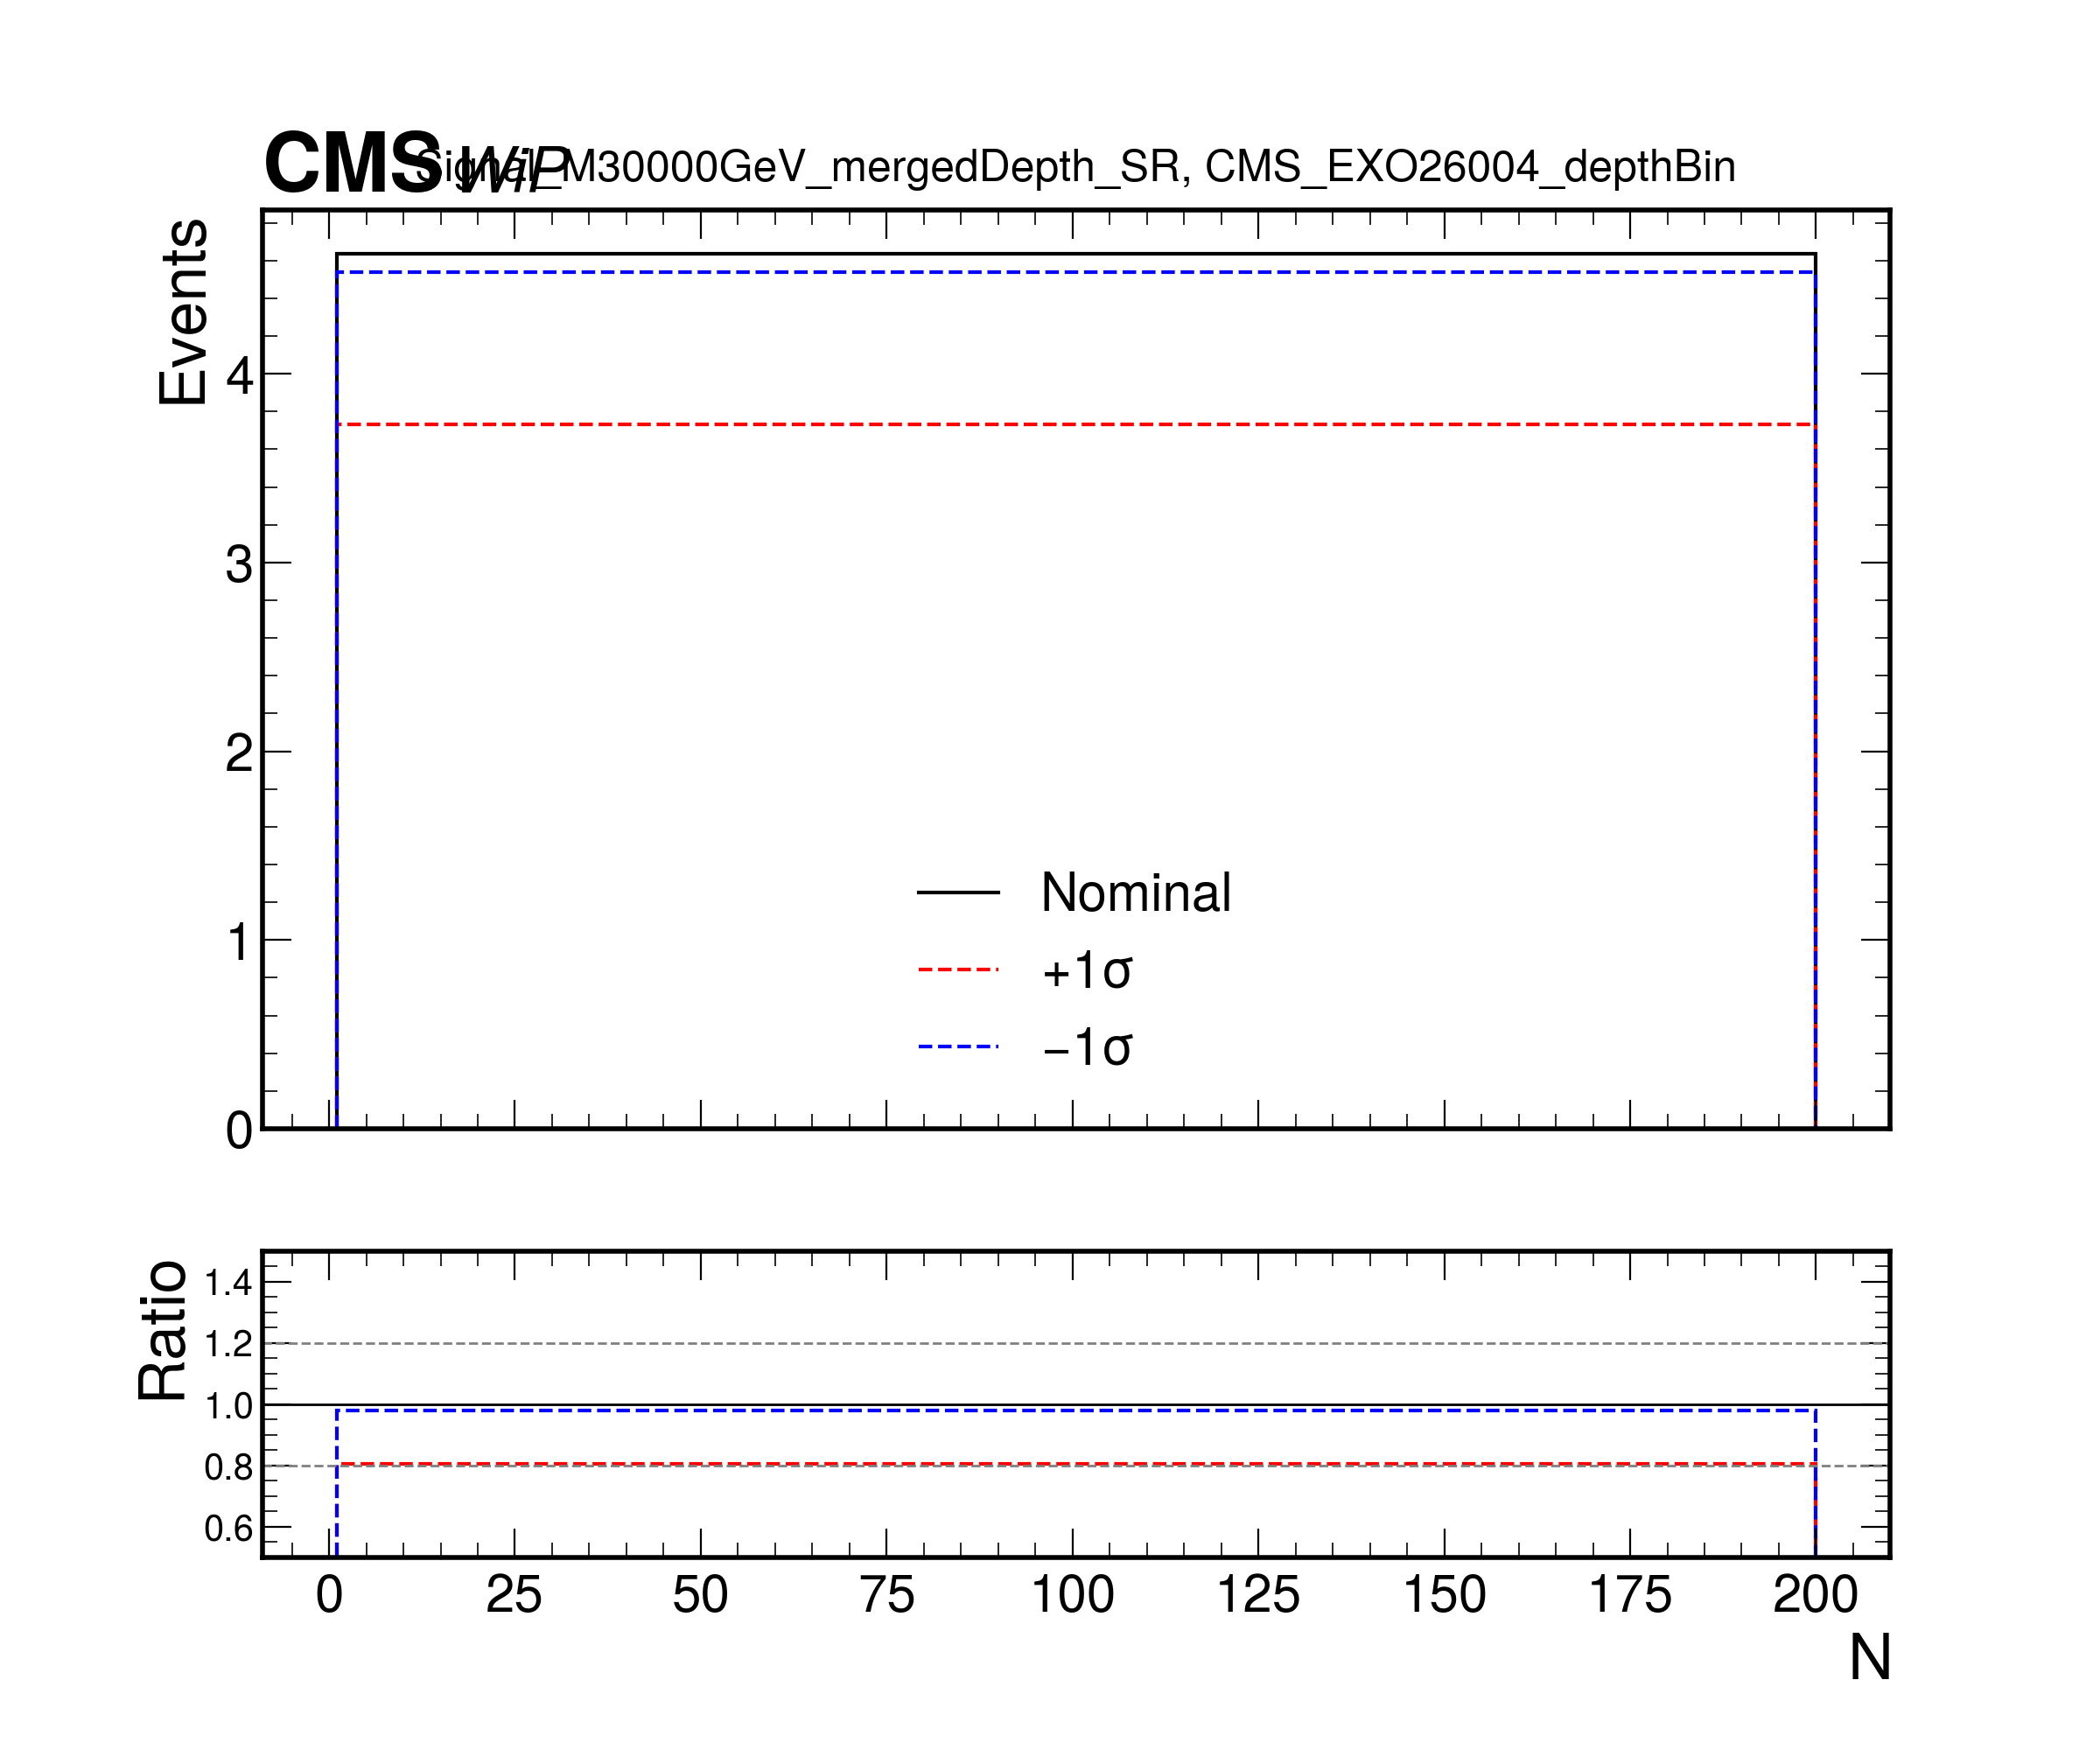 CMS WiP Signal_M30000GeV_mergedDepth_SR, CMS_EXO26004_depthBin
Events
4
3
2
1
0
Nominal
+1σ
−1σ
Ratio
1.4
1.2
1.0
0.8
0.6
0 25 50 75 100 125 150 175 200
N